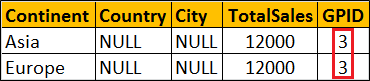 Continent Country City TotalSales GPID
Asia NULL NULL 12000 3
Europe NULL NULL 12000 3